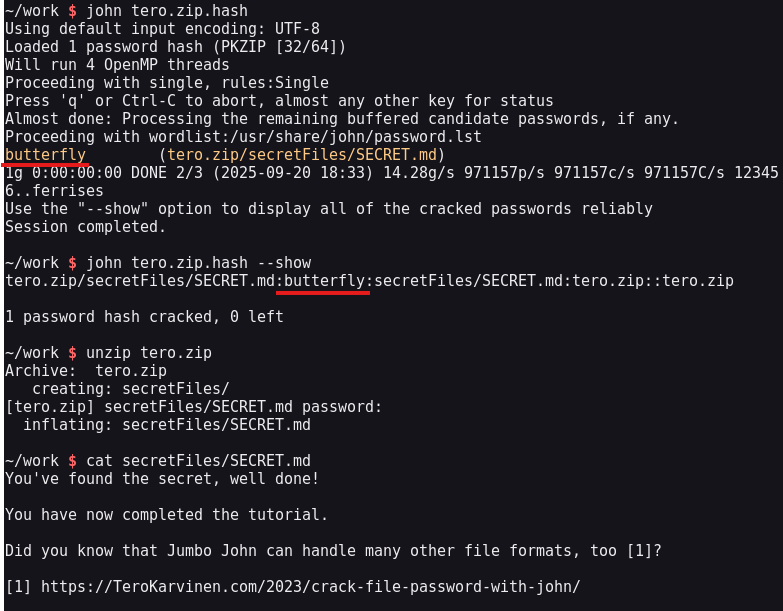 ~/work $ john tero.zip.hash
Using default input encoding: UTF-8
Loaded 1 password hash (PKZIP [32/64])
Will run 4 OpenMP threads
Proceeding with single, rules:Single
Press 'q' or Ctrl-C to abort, almost any other key for status
Almost done: Processing the remaining buffered candidate passwords, if any.
Proceeding with wordlist:/usr/share/john/password.lst
butterfly        (tero.zip/secretFiles/SECRET.md)
1g 0:00:00:00 DONE 2/3 (2025-09-20 18:33) 14.28g/s 971157p/s 971157c/s 971157C/s 12345
6..ferrises
Use the "--show" option to display all of the cracked passwords reliably
Session completed.
~/work $ john tero.zip.hash --show
tero.zip/secretFiles/SECRET.md:butterfly:secretFiles/SECRET.md:tero.zip::tero.zip
1 password hash cracked, 0 left
~/work $ unzip tero.zip
Archive:  tero.zip
   creating: secretFiles/
[tero.zip] secretFiles/SECRET.md password:
  inflating: secretFiles/SECRET.md
~/work $ cat secretFiles/SECRET.md
You've found the secret, well done!
You have now completed the tutorial.
Did you know that Jumbo John can handle many other file formats, too [1]?
[1] https://TeroKarvinen.com/2023/crack-file-password-with-john/